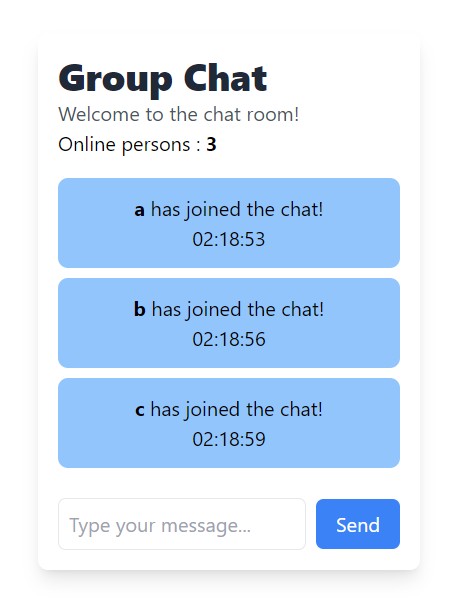 Group Chat
Welcome to the chat room!
Online persons : 3
a has joined the chat!
02:18:53
b has joined the chat!
02:18:56
c has joined the chat!
02:18:59
Type your message...
Send